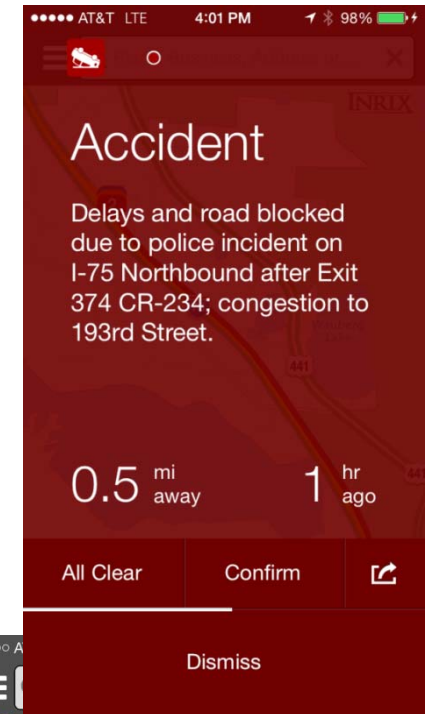 AT&T LTE 4:01 PM 98%
INRIX
Accident
Delays and road blocked
due to police incident on
I-75 Northbound after Exit
374 CR-234; congestion to
193rd Street.
441
0.5 mi away 1 hr ago
441
All Clear Confirm
Dismiss